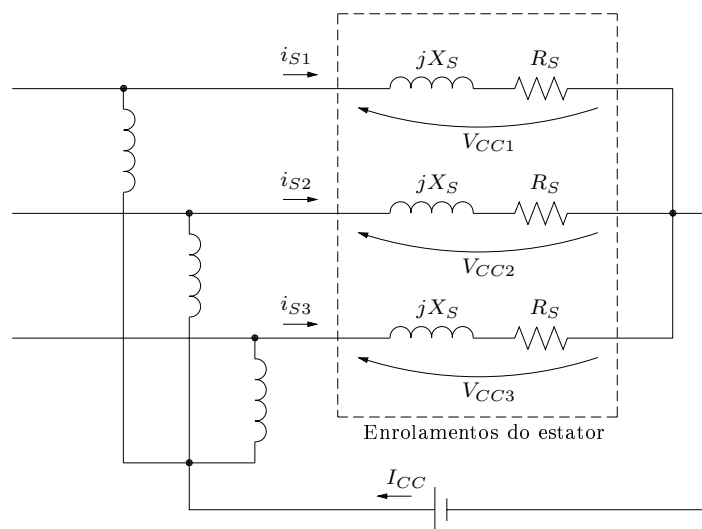 i_{S1}
jX_S
R_S
V_{CC1}
i_{S2}
jX_S
R_S
V_{CC2}
i_{S3}
jX_S
R_S
V_{CC3}
Enrolamentos do estator
I_{CC}